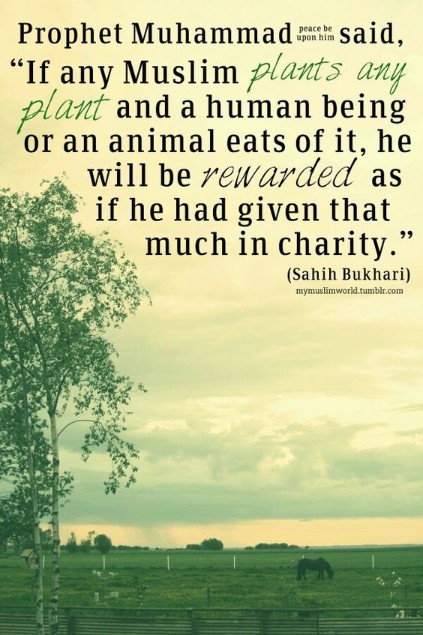 Prophet Muhammad peace be upon him said,
“If any Muslim plants any
plant and a human being
or an animal eats of it, he
will be rewarded as
if he had given that
much in charity.”
(Sahih Bukhari)
mymuslimworld.tumblr.com